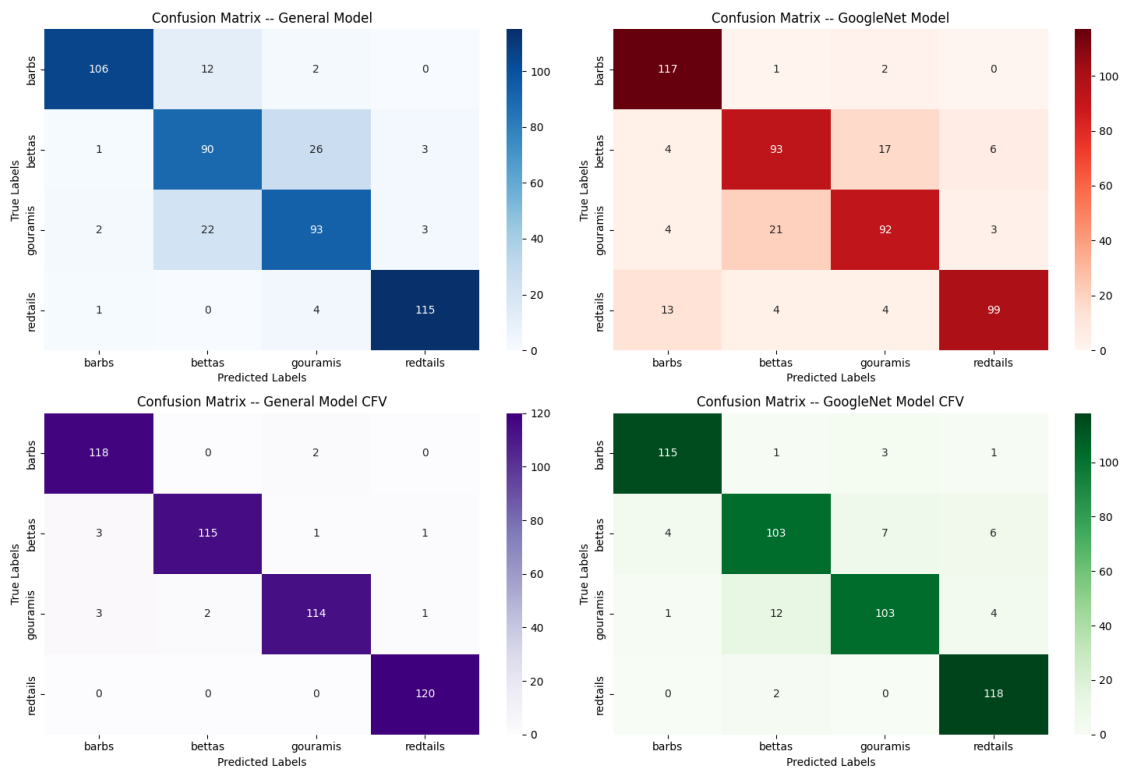 Confusion Matrix -- General Model
barbs 106 12 2 0
bettas 1 90 26 3
gouramis 2 22 93 3
redtails 1 0 4 115
barbs bettas gouramis redtails
Predicted Labels
True Labels
100
80
60
40
20
0
Confusion Matrix -- GoogleNet Model
barbs 117 1 2 0
bettas 4 93 17 6
gouramis 4 21 92 3
redtails 13 4 4 99
barbs bettas gouramis redtails
Predicted Labels
True Labels
100
80
60
40
20
0
Confusion Matrix -- General Model CFV
barbs 118 0 2 0
bettas 3 115 1 1
gouramis 3 2 114 1
redtails 0 0 0 120
barbs bettas gouramis redtails
Predicted Labels
True Labels
120
100
80
60
40
20
0
Confusion Matrix -- GoogleNet Model CFV
barbs 115 1 3 1
bettas 4 103 7 6
gouramis 1 12 103 4
redtails 0 2 0 118
barbs bettas gouramis redtails
Predicted Labels
True Labels
100
80
60
40
20
0